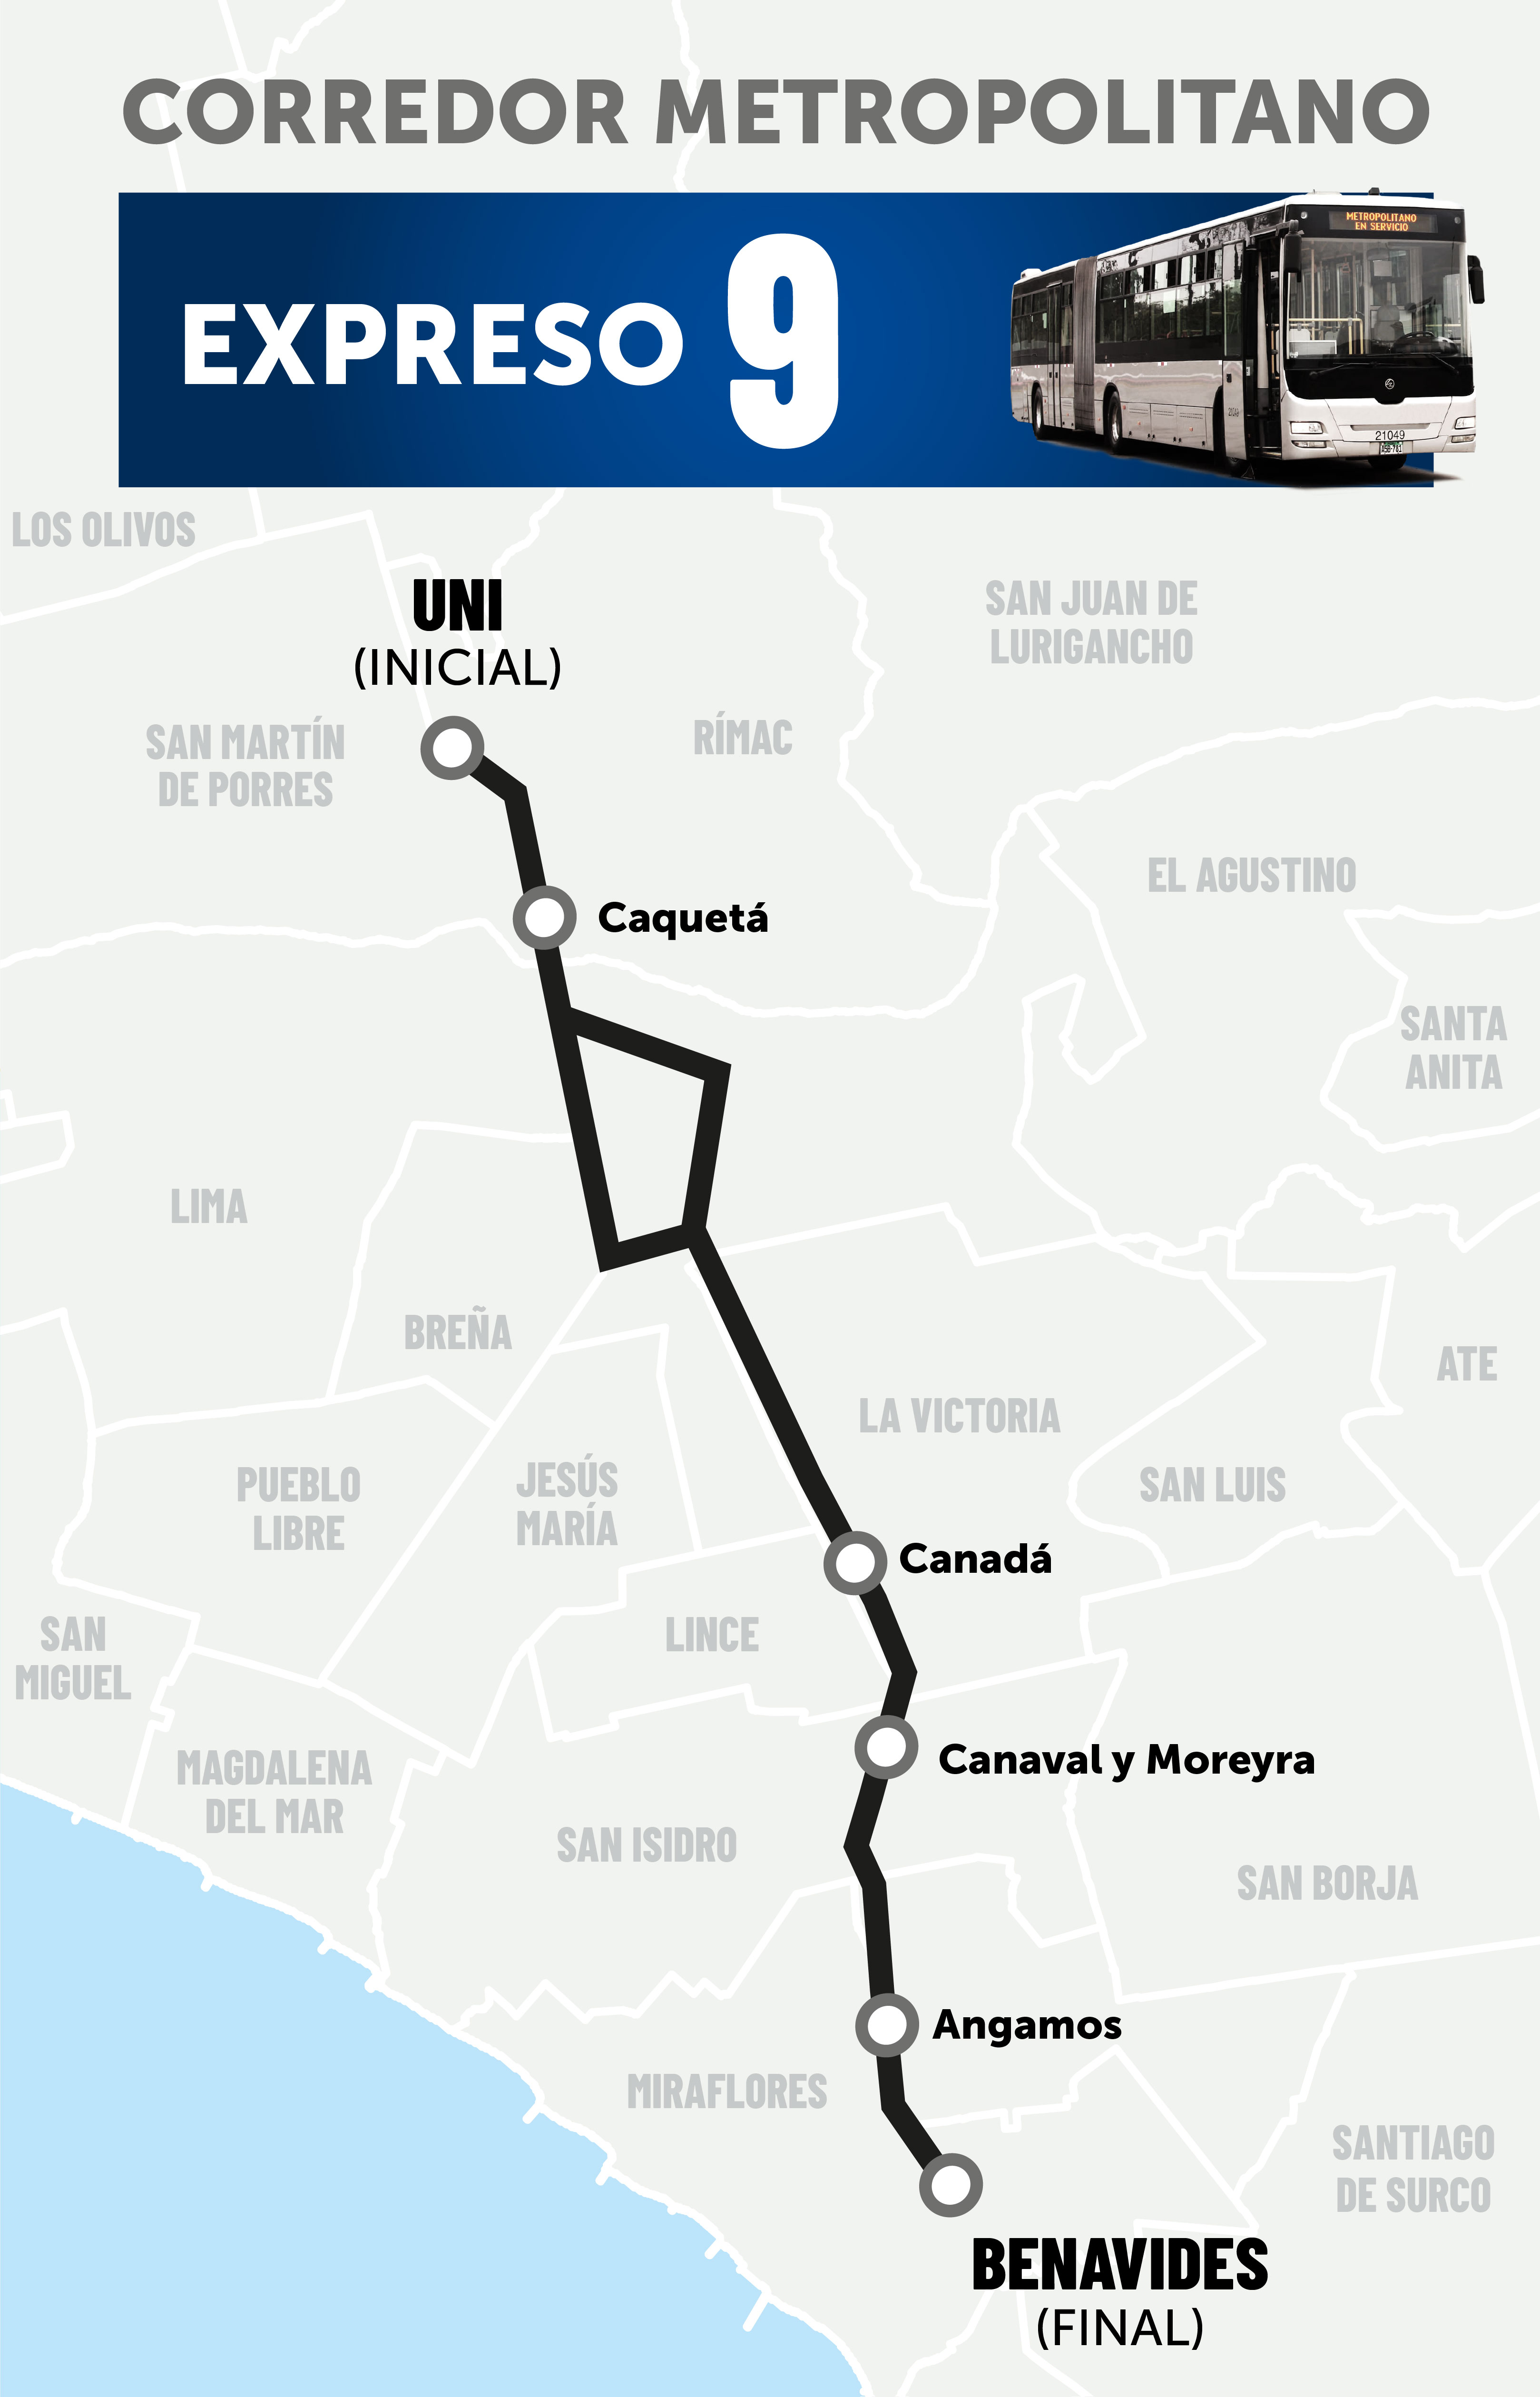 CORREDOR METROPOLITANO
EXPRESO 9
METROPOLITANO
EN SERVICIO
21049
LOS OLIVOS
UNI
(INICIAL)
SAN JUAN DE
LURIGANCHO
SAN MARTÍN
DE PORRES
RÍMAC
EL AGUSTINO
Caquetá
SANTA
ANITA
LIMA
BREÑA
ATE
LA VICTORIA
PUEBLO
LIBRE
JESÚS
MARÍA
SAN LUIS
Canadá
SAN
MIGUEL
LINCE
Canaval y Moreyra
MAGDALENA
DEL MAR
SAN ISIDRO
SAN BORJA
Angamos
MIRAFLORES
SANTIAGO
DE SURCO
BENAVIDES
(FINAL)